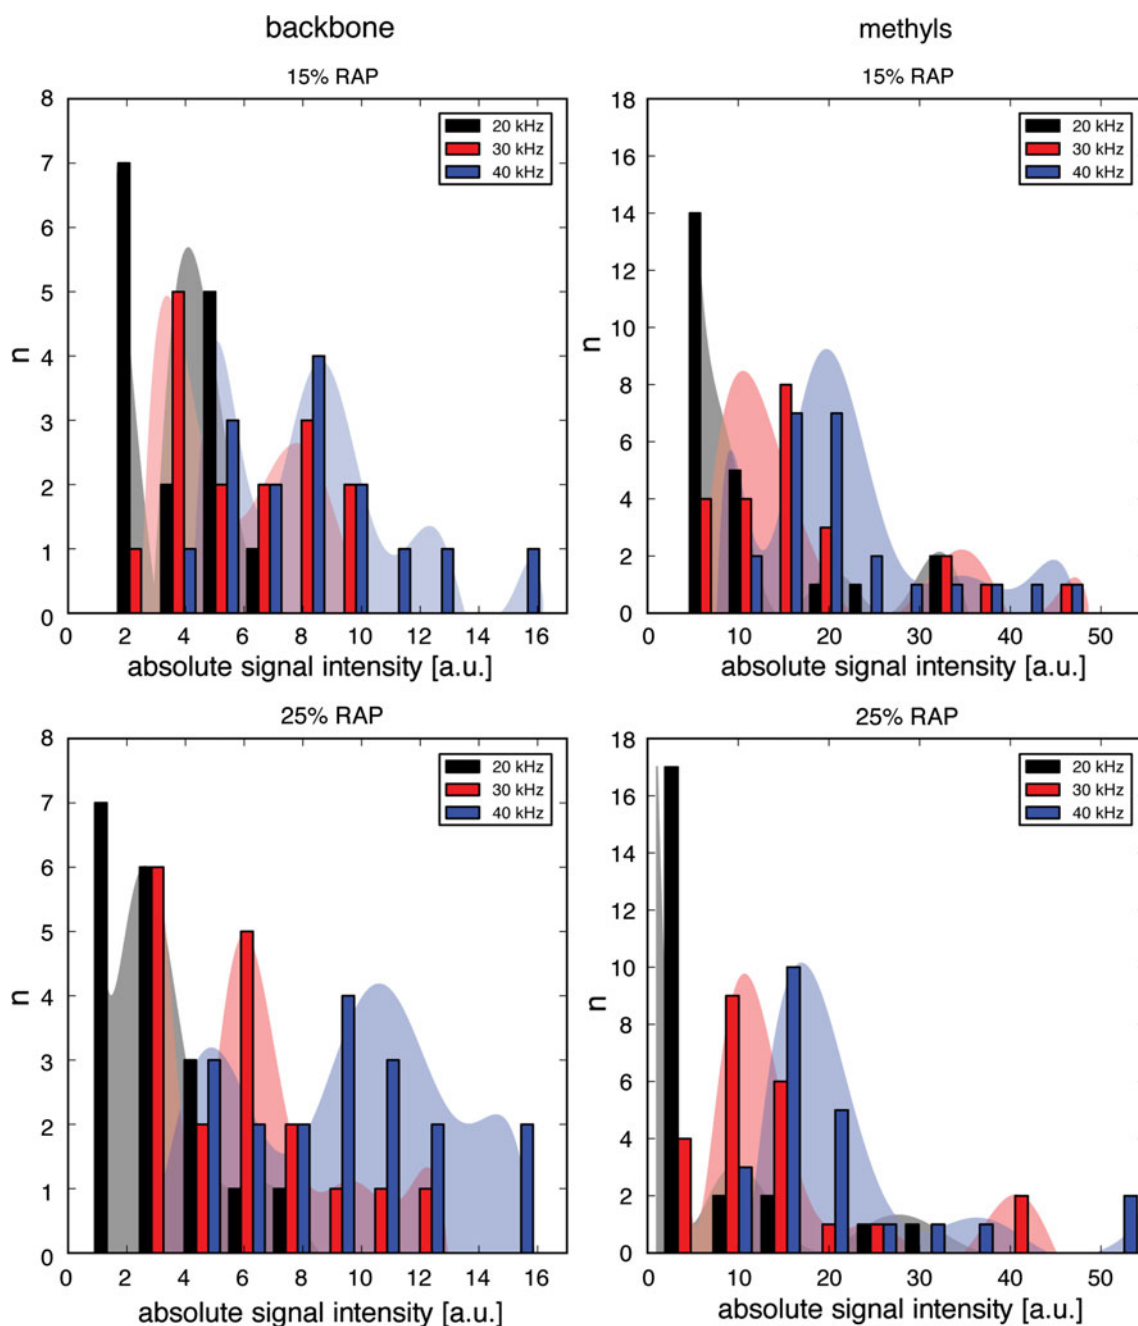 backbone
methyls
15% RAP
8
7
6
5
4
3
2
1
0
n
20 kHz
30 kHz
40 kHz
0 2 4 6 8 10 12 14 16
absolute signal intensity [a.u.]
15% RAP
18
16
14
12
10
8
6
4
2
0
n
20 kHz
30 kHz
40 kHz
0 10 20 30 40 50
absolute signal intensity [a.u.]
25% RAP
8
7
6
5
4
3
2
1
0
n
20 kHz
30 kHz
40 kHz
0 2 4 6 8 10 12 14 16
absolute signal intensity [a.u.]
25% RAP
18
16
14
12
10
8
6
4
2
0
n
20 kHz
30 kHz
40 kHz
0 10 20 30 40 50
absolute signal intensity [a.u.]